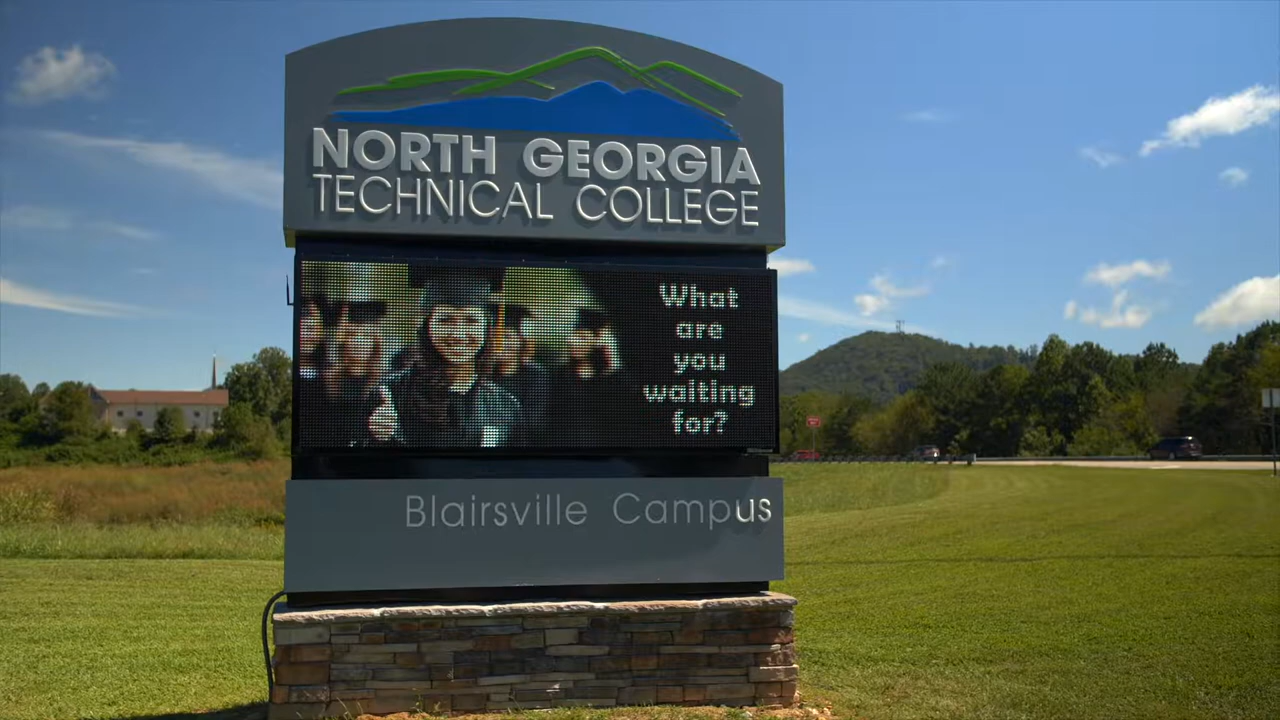 NORTH GEORGIA
TECHNICAL COLLEGE
What
are
you
waiting
for?
Blairsville Campus